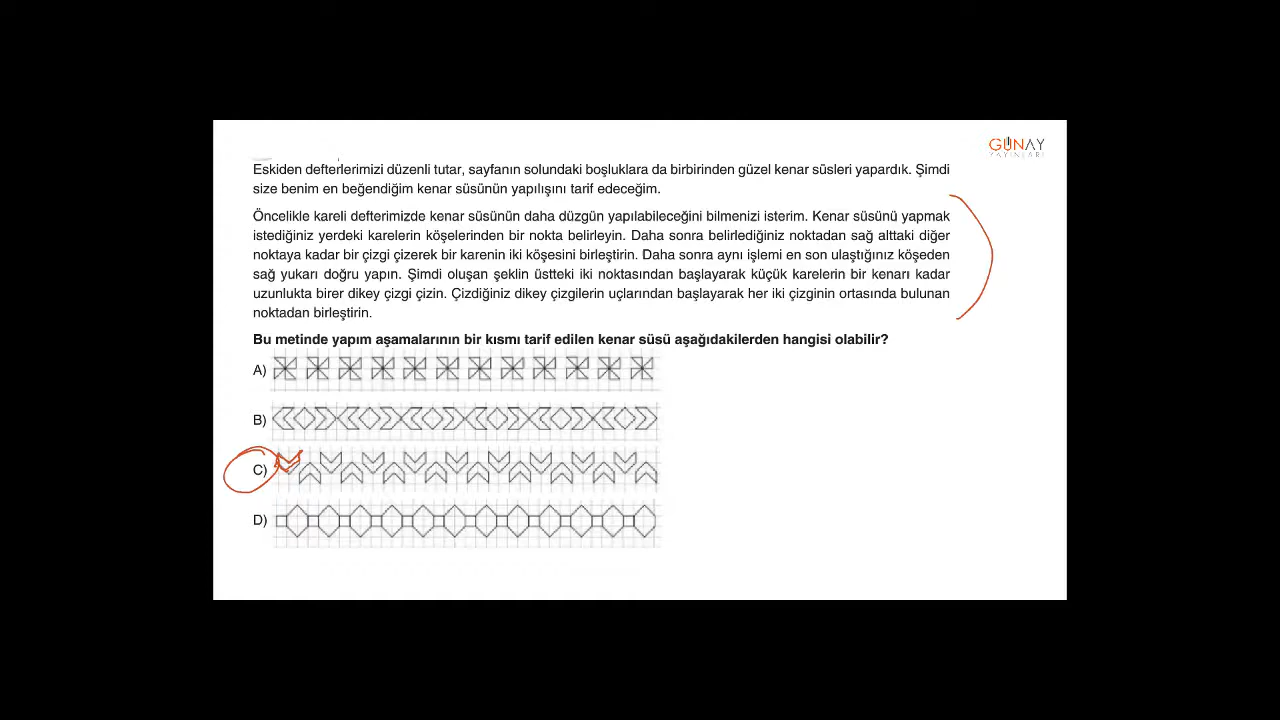 GÜNAY
YAYINLARI
Eskiden defterlerimizi düzenli tutar, sayfanın solundaki boşluklara da birbirinden güzel kenar süsleri yapardık. Şimdi
size benim en beğendiğim kenar süsünün yapılışını tarif edeceğim.
Öncelikle kareli defterimizde kenar süsünün daha düzgün yapılabileceğini bilmenizi isterim. Kenar süsünü yapmak
istediğiniz yerdeki karelerin köşelerinden bir nokta belirleyin. Daha sonra belirlediğiniz noktadan sağ alttaki diğer
noktaya kadar bir çizgi çizerek bir karenin iki köşesini birleştirin. Daha sonra aynı işlemi en son ulaştığınız köşeden
sağ yukarı doğru yapın. Şimdi oluşan şeklin üstteki iki noktasından başlayarak küçük karelerin bir kenarı kadar
uzunlukta birer dikey çizgi çizin. Çizdiğiniz dikey çizgilerin uçlarından başlayarak her iki çizginin ortasında bulunan
noktadan birleştirin.
Bu metinde yapım aşamalarının bir kısmı tarif edilen kenar süsü aşağıdakilerden hangisi olabilir?
A)
B)
C)
D)